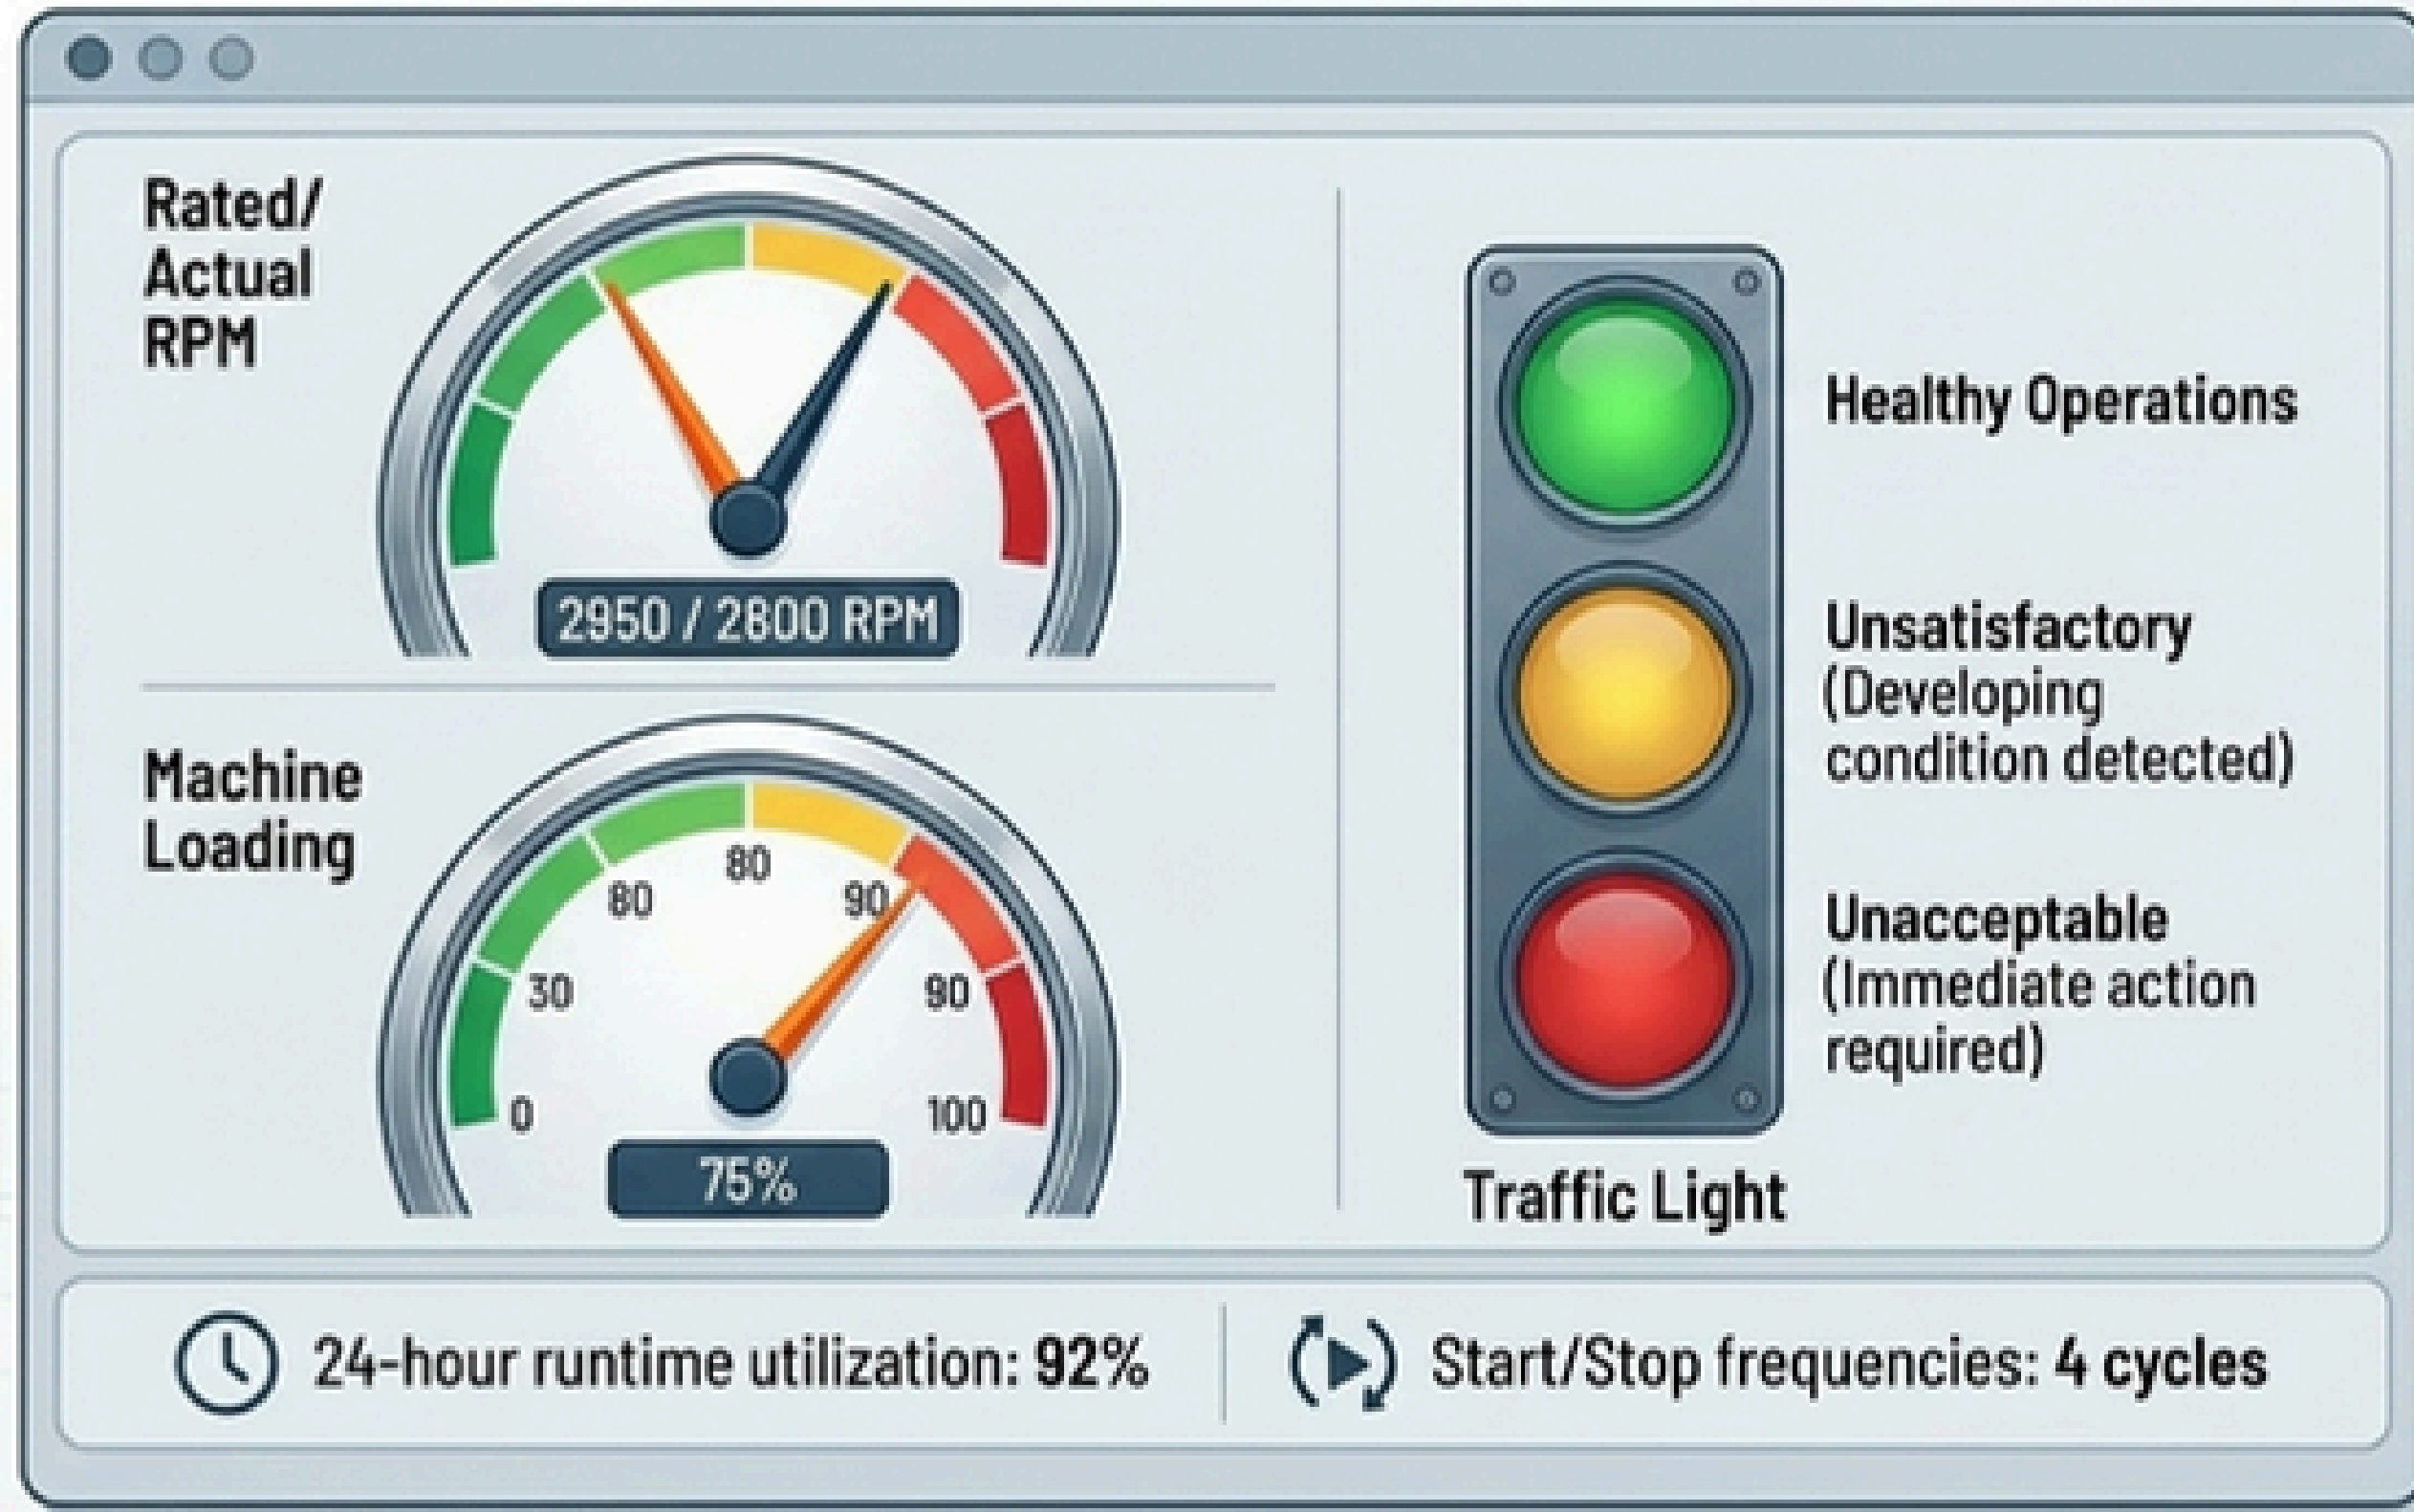 Rated/
Actual
RPM
2950 / 2800 RPM
Machine
Loading
0
30
80
80
90
90
100
75%
Healthy Operations
Unsatisfactory
(Developing
condition detected)
Unacceptable
(Immediate action
required)
Traffic Light
24-hour runtime utilization: 92%
Start/Stop frequencies: 4 cycles